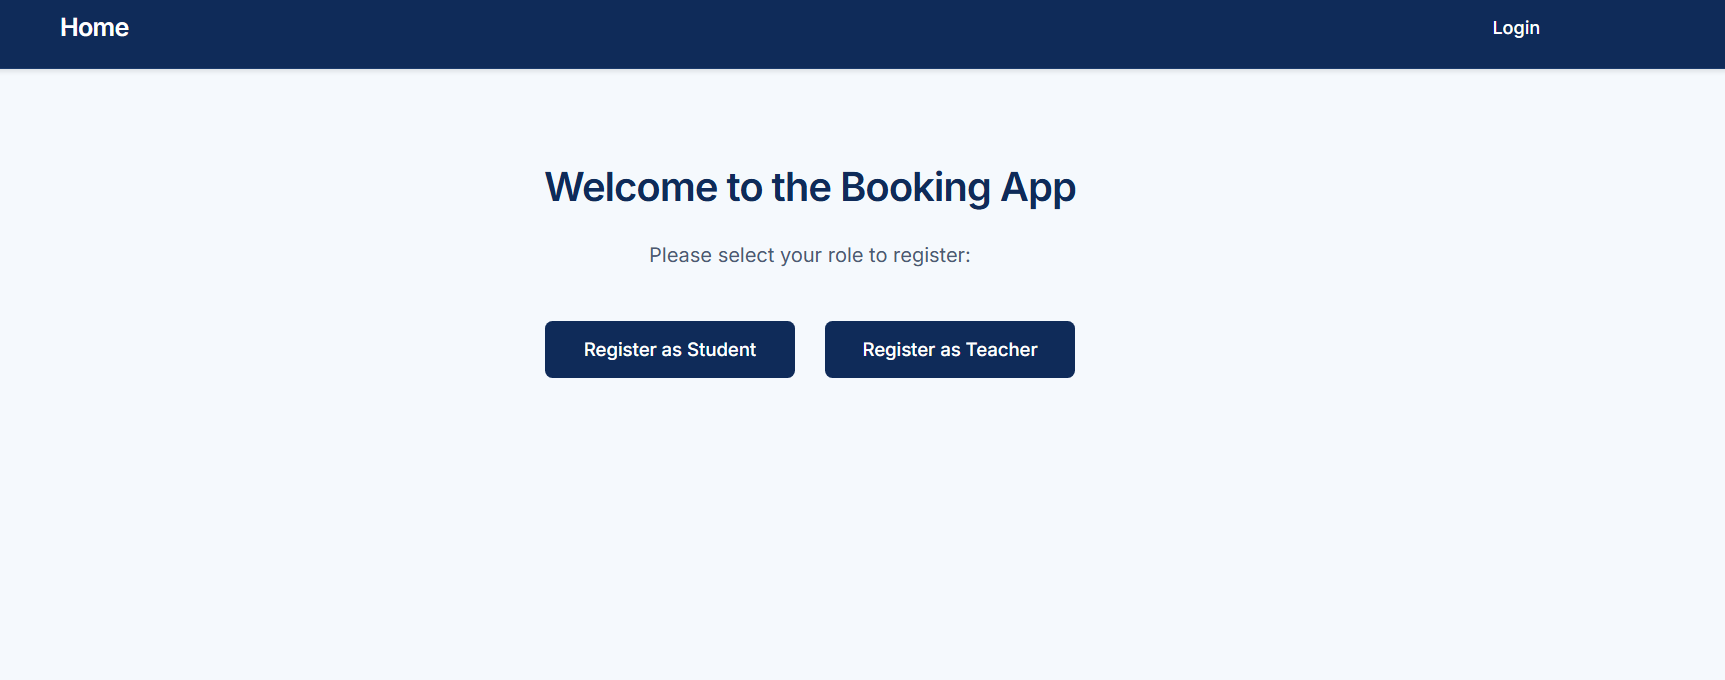 Home
Login
Welcome to the Booking App
Please select your role to register:
Register as Student
Register as Teacher